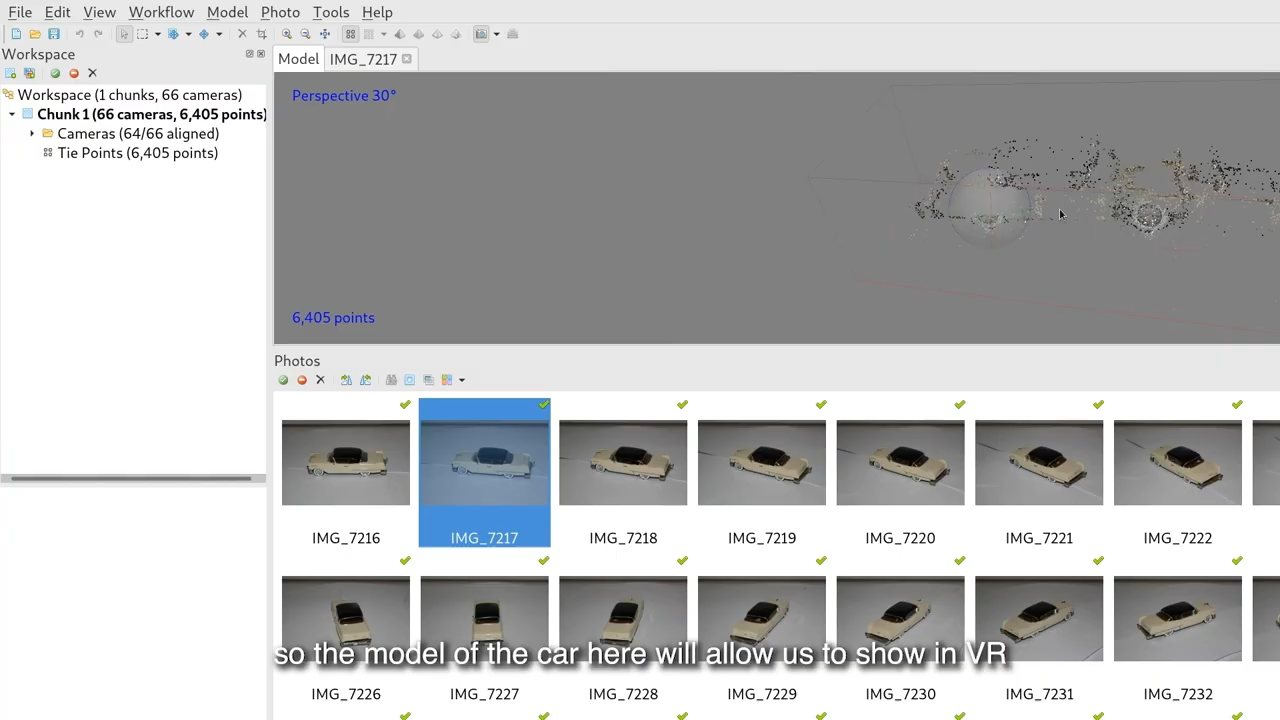 File Edit View Workflow Model Photo Tools Help
Workspace
Model IMG_7217
Workspace (1 chunks, 66 cameras)
Chunk 1 (66 cameras, 6,405 points)
Cameras (64/66 aligned)
Tie Points (6,405 points)
Perspective 30°
6,405 points
Photos
IMG_7216 IMG_7217 IMG_7218 IMG_7219 IMG_7220 IMG_7221 IMG_7222
so the model of the car here will allow us to show in VR
IMG_7226 IMG_7227 IMG_7228 IMG_7229 IMG_7230 IMG_7231 IMG_7232